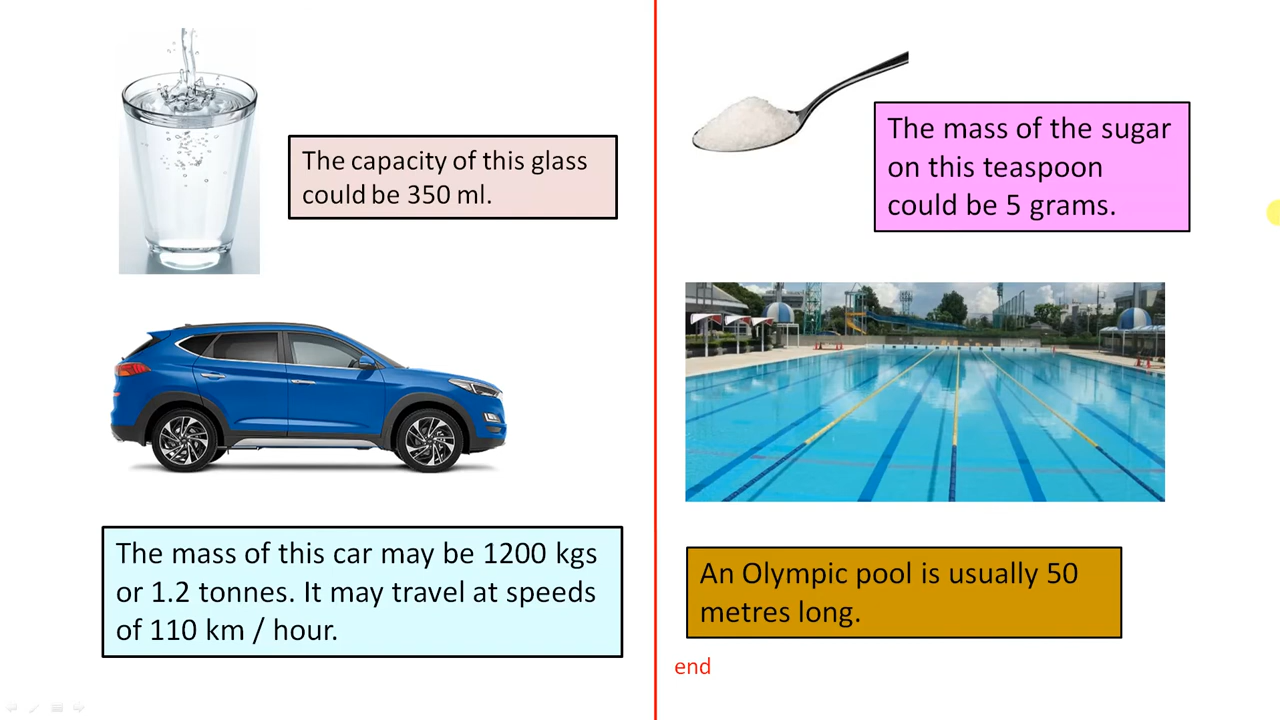 The capacity of this glass
could be 350 ml.
The mass of this car may be 1200 kgs
or 1.2 tonnes. It may travel at speeds
of 110 km / hour.
The mass of the sugar
on this teaspoon
could be 5 grams.
An Olympic pool is usually 50
metres long.
end